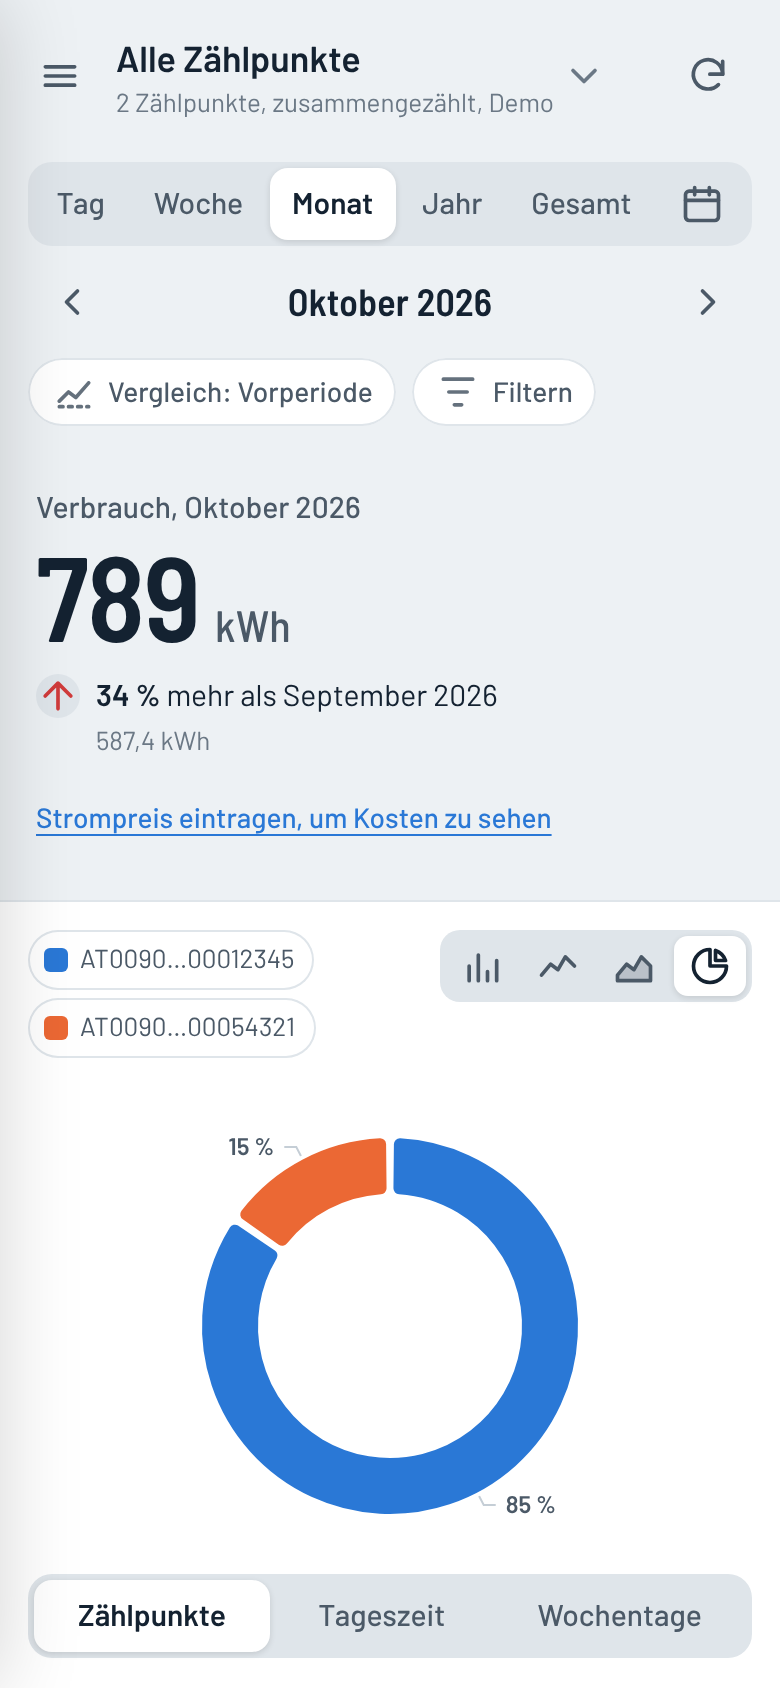 Alle Zählpunkte
2 Zählpunkte, zusammengezählt, Demo
Tag Woche Monat Jahr Gesamt
Oktober 2026
Vergleich: Vorperiode Filtern
Verbrauch, Oktober 2026
789 kWh
34 % mehr als September 2026
587,4 kWh
Strompreis eintragen, um Kosten zu sehen
AT0090...00012345
AT0090...00054321
15 %
85 %
Zählpunkte Tageszeit Wochentage